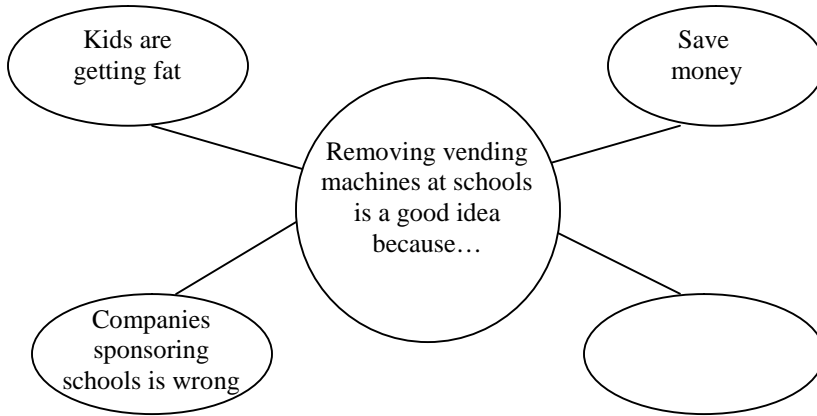 Kids are
getting fat
Save
money
Removing vending
machines at schools
is a good idea
because…
Companies
sponsoring
schools is wrong